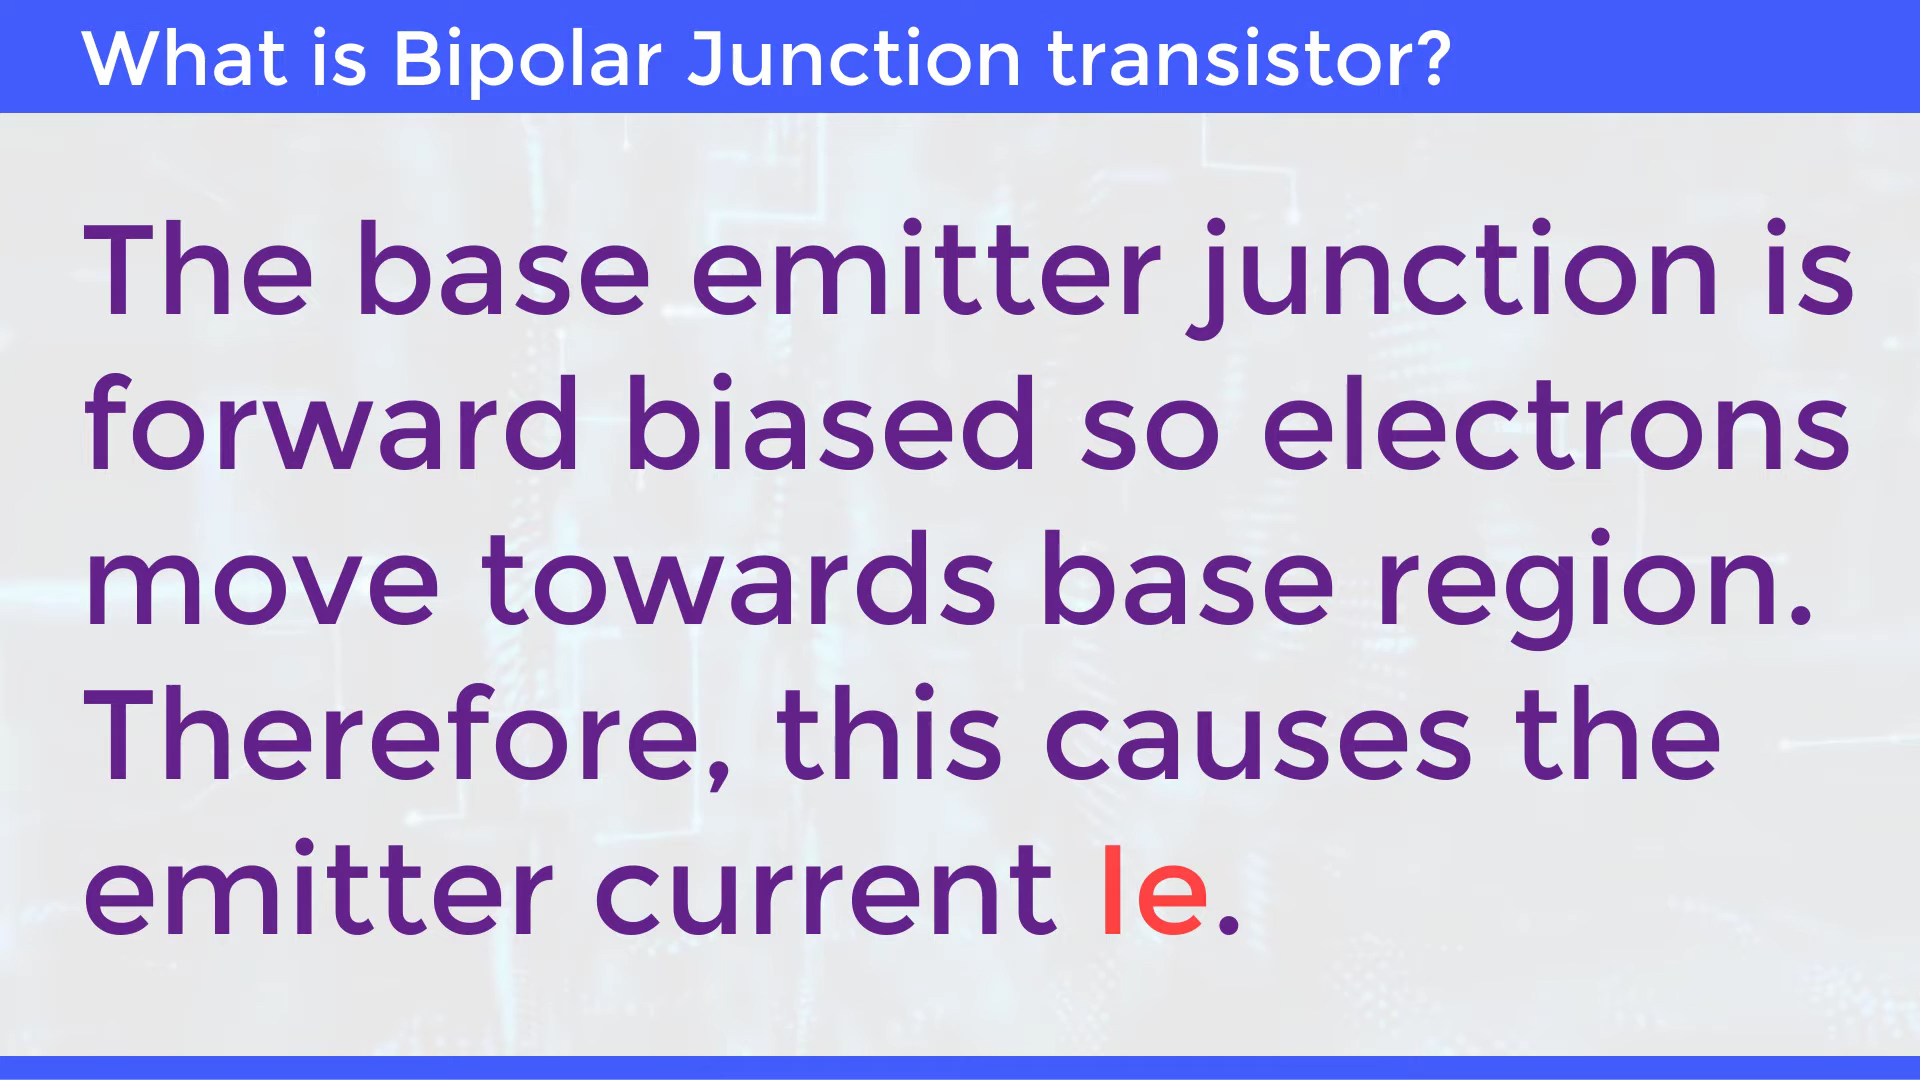 What is Bipolar Junction transistor?
The base emitter junction is
forward biased so electrons
move towards base region.
Therefore, this causes the
emitter current Ie.